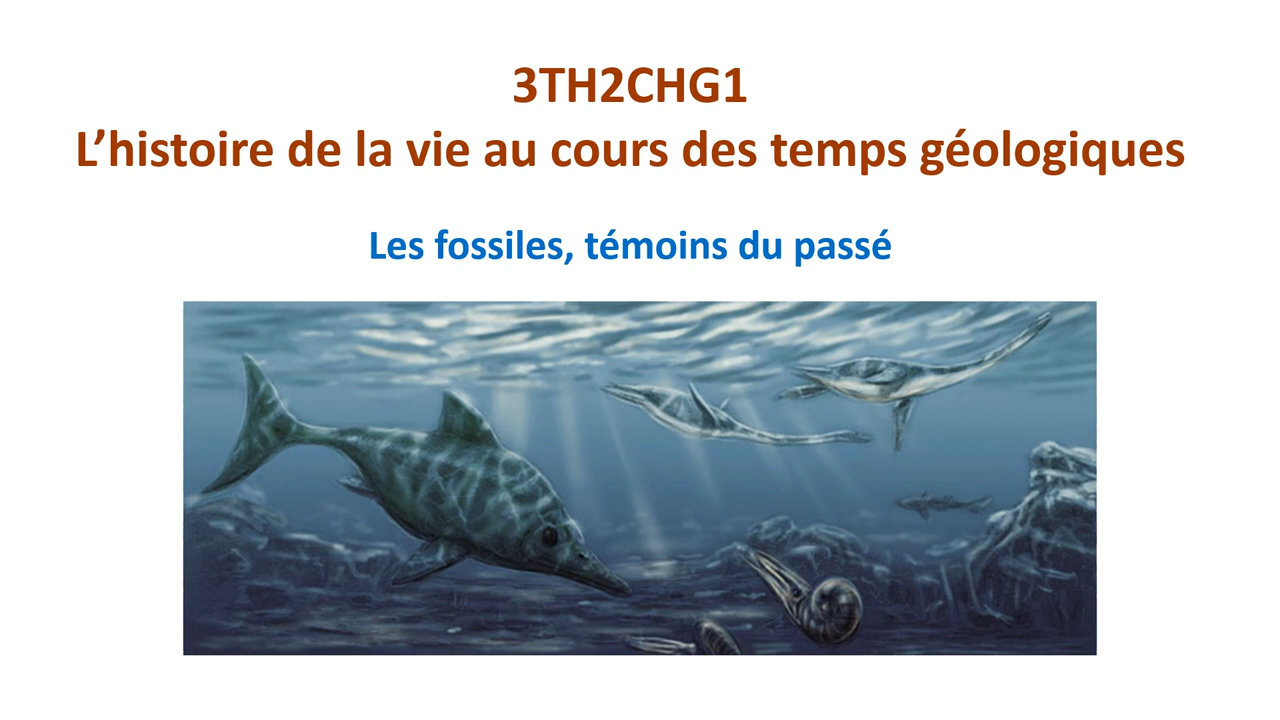 3TH2CHG1
L’histoire de la vie au cours des temps géologiques
Les fossiles, témoins du passé